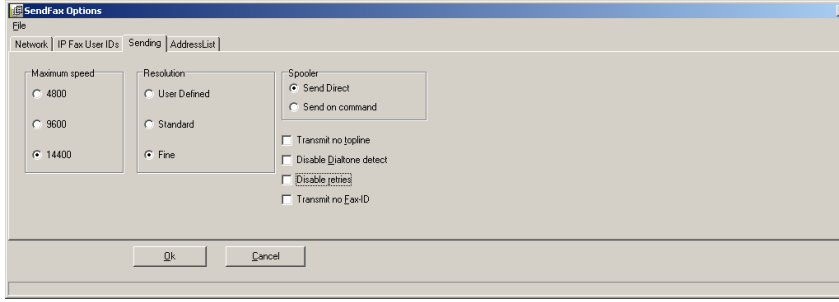 SendFax Options
File
Network IP Fax User IDs Sending AddressList
Maximum speed
4800
9600
14400
Resolution
User Defined
Standard
Fine
Spooler
Send Direct
Send on command
Transmit no topline
Disable Dialtone detect
Disable retries
Transmit no Fax-ID
Ok Cancel